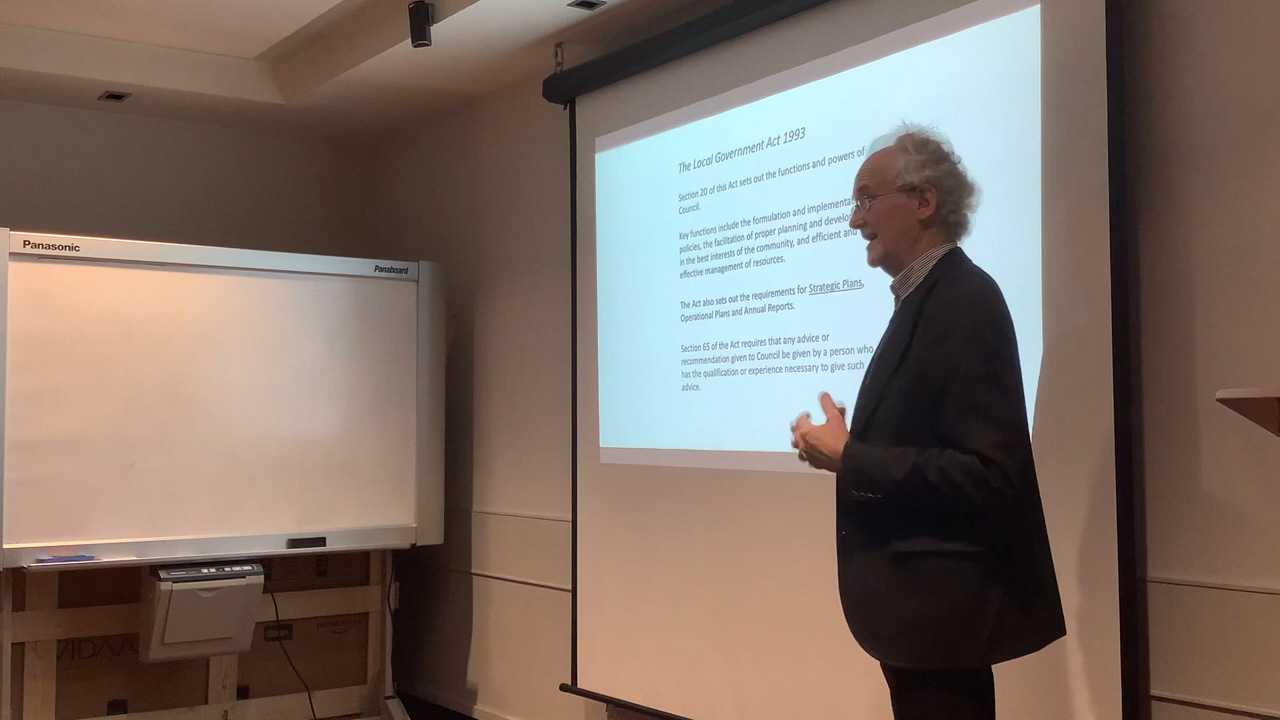 Panasonic
Panaboard
The Local Government Act 1993
Section 20 of this Act sets out the functions and powers of
Council.
Key functions include the formulation and
policies, the facilitation of proper planning and
in the best interests of the community, and efficient and
effective management of resources.
The Act also sets out the requirements for Strategic Plans,
Operational Plans and Annual Reports.
Section 65 of the Act requires that any advice or
recommendation given to Council be given by a person who
has the qualification or experience necessary to give such
advice.